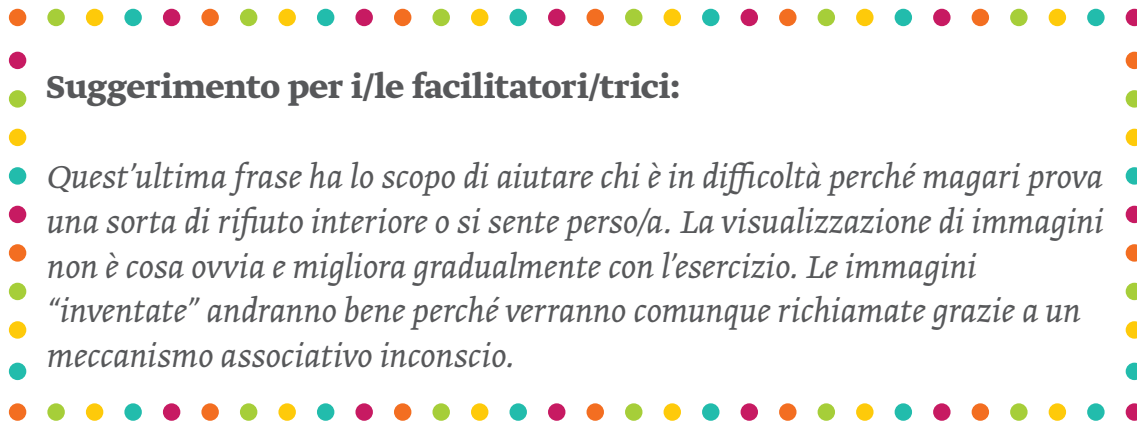 Suggerimento per i/le facilitatori/trici:
Quest’ultima frase ha lo scopo di aiutare chi è in difficoltà perché magari prova
una sorta di rifiuto interiore o si sente perso/a. La visualizzazione di immagini
non è cosa ovvia e migliora gradualmente con l’esercizio. Le immagini
“inventate” andranno bene perché verranno comunque richiamate grazie a un
meccanismo associativo inconscio.